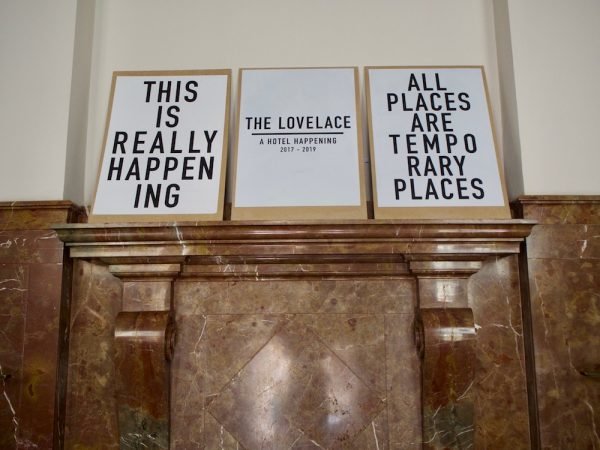 THIS
IS
REALLY
HAPPEN
ING
THE LOVELACE
A HOTEL HAPPENING
2017 - 2019
ALL
PLACES
ARE
TEMPO
RARY
PLACES